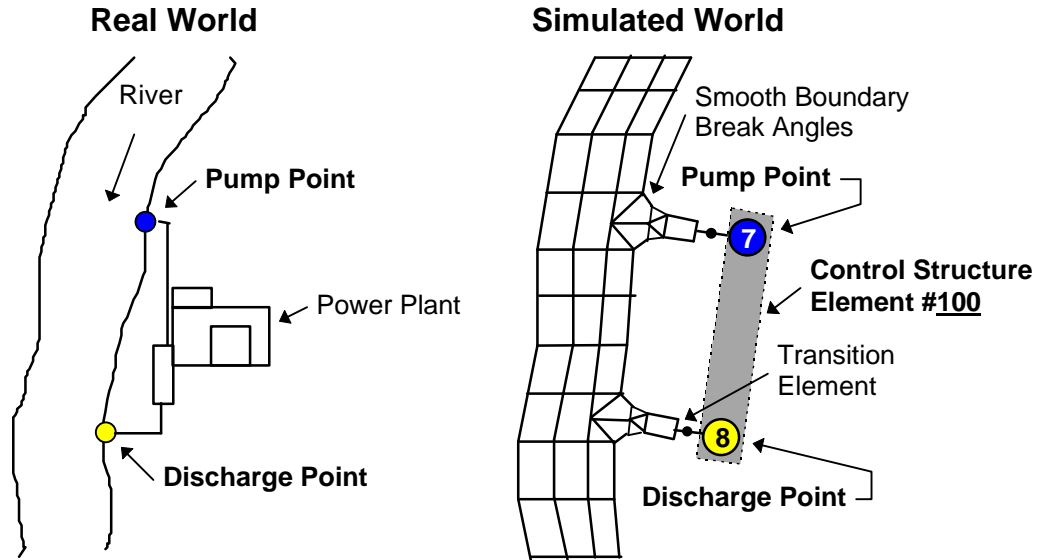 Real World
River
Pump Point
Power Plant
Discharge Point
Simulated World
Smooth Boundary
Break Angles
Pump Point
7
Control Structure
Element #100
Transition
Element
8
Discharge Point